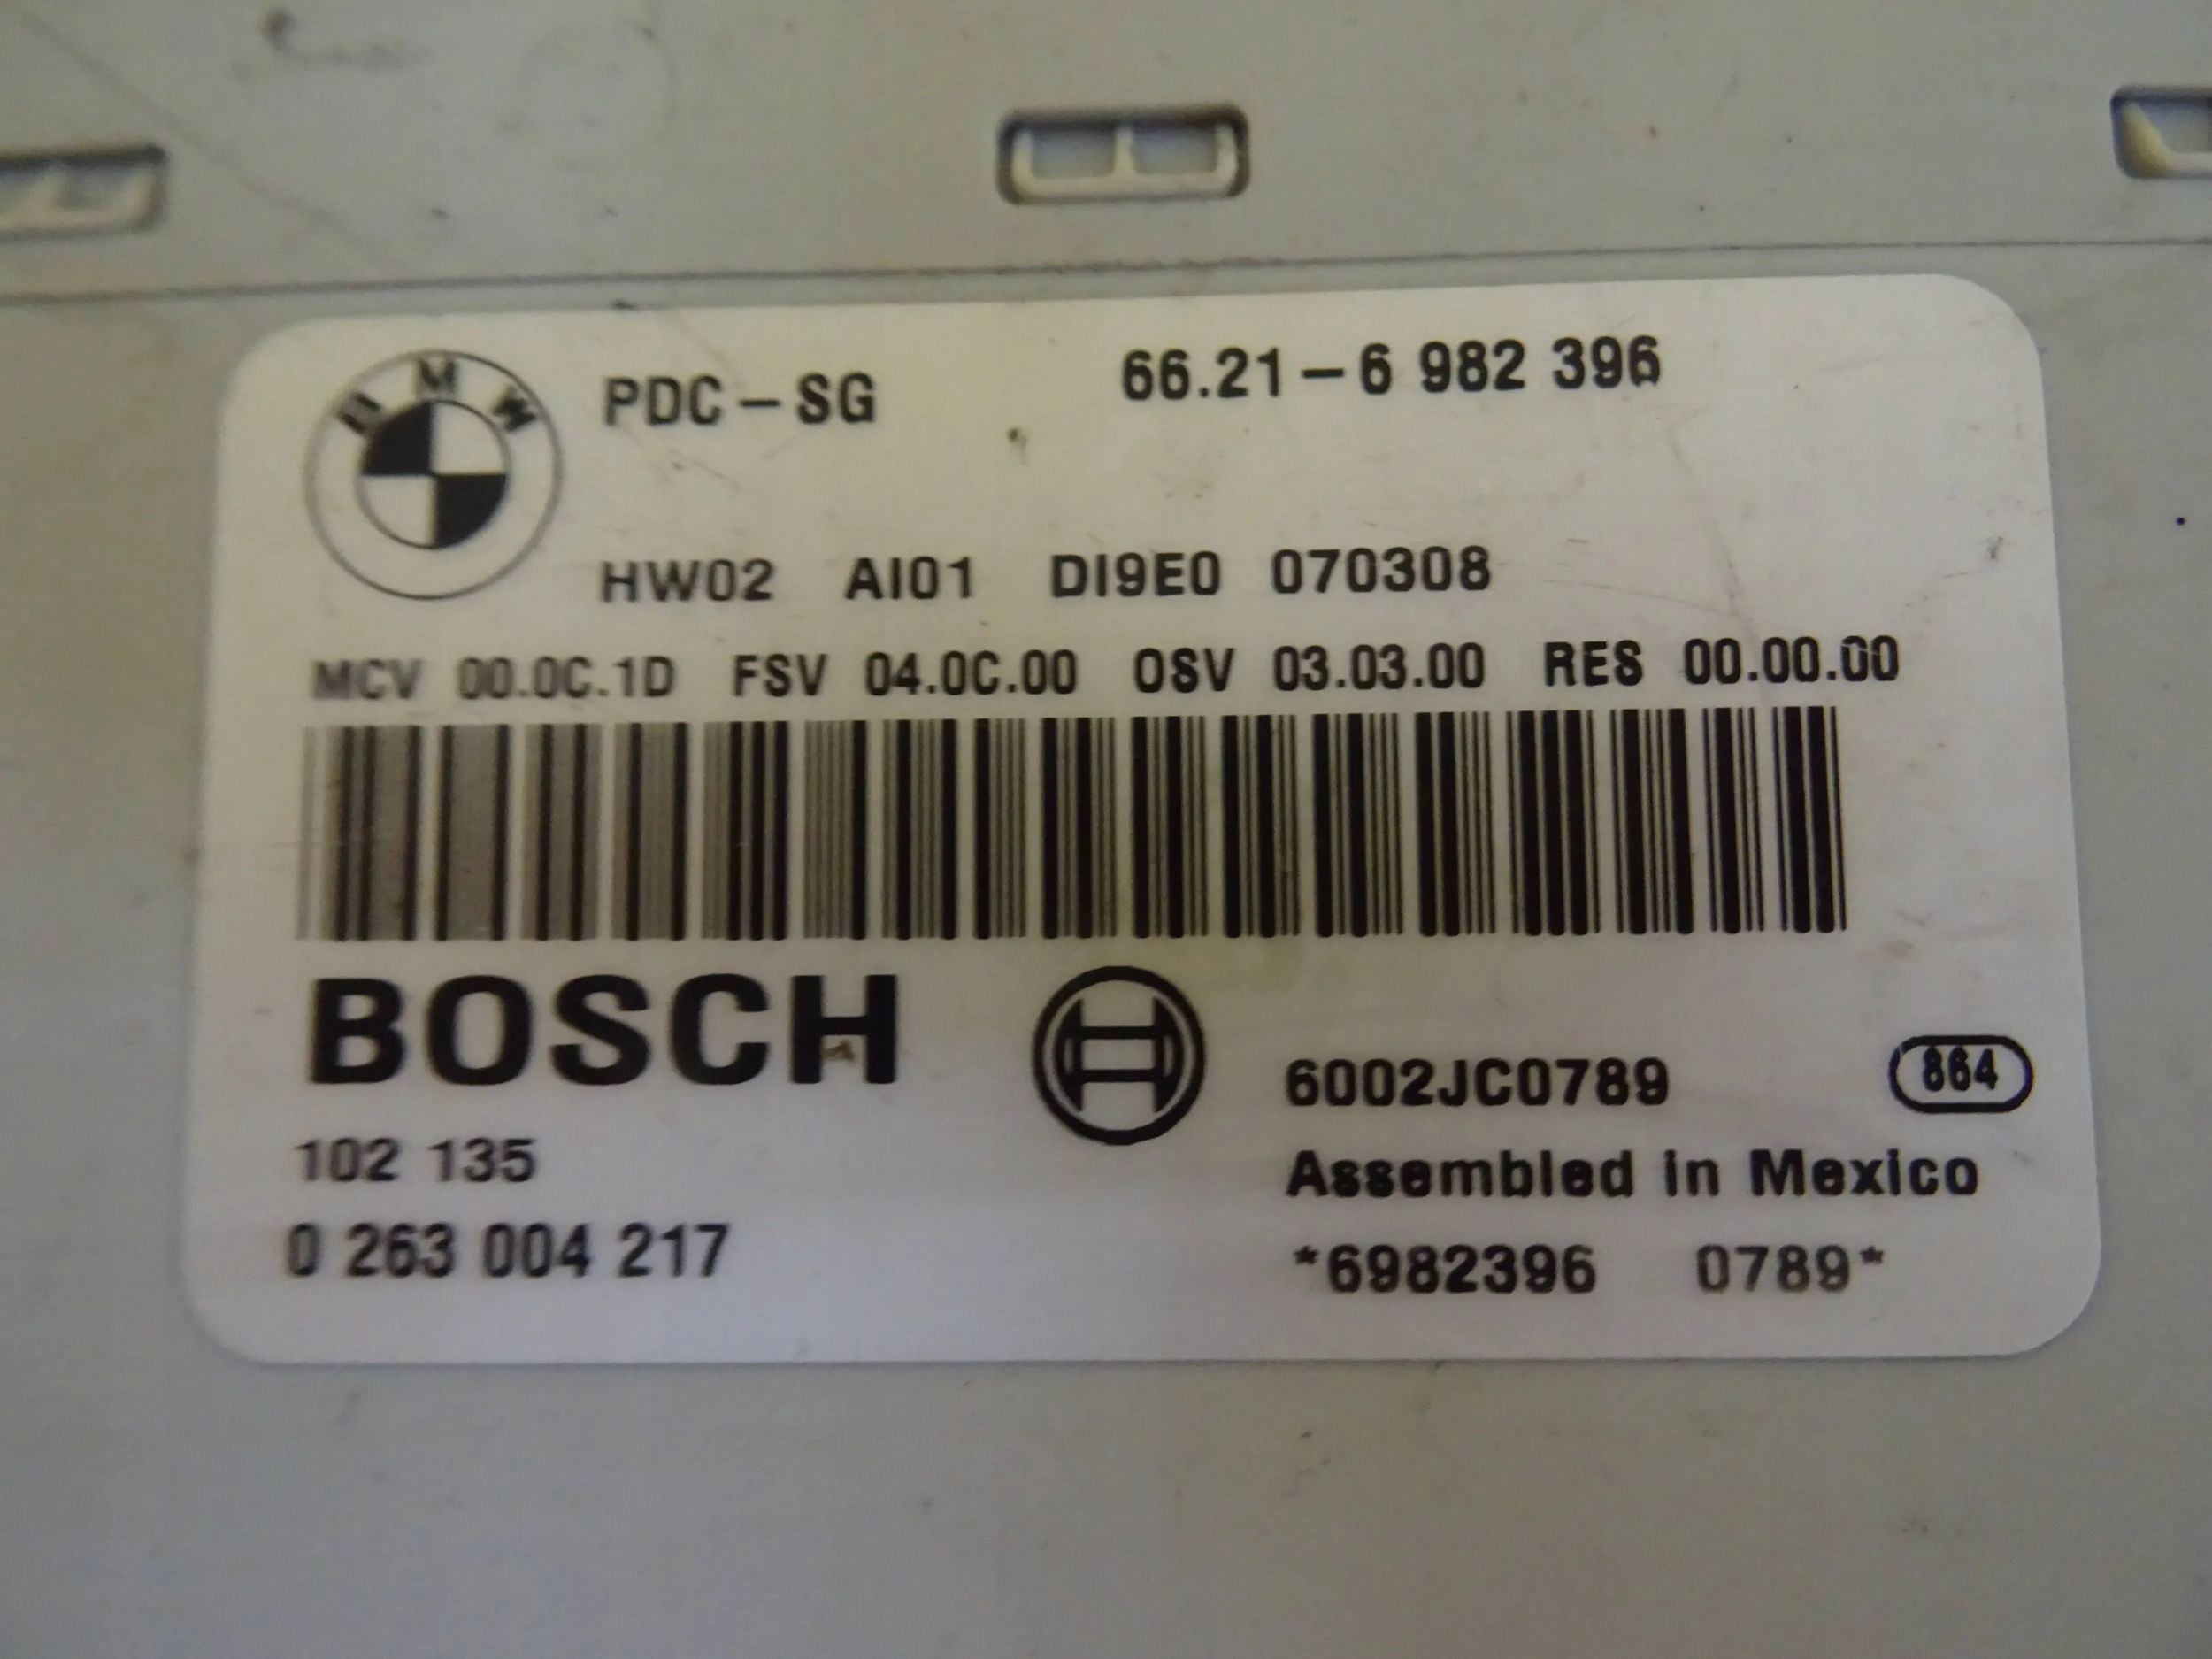 BMW
PDC-SG 66.21-6 982 396
HW02 AI01 DI9E0 070308
MCV 00.0C.1D FSV 04.0C.00 OSV 03.03.00 RES 00.00.00
BOSCH
6002JC0789 864
102 135 Assembled in Mexico
0 263 004 217 *6982396 0789*